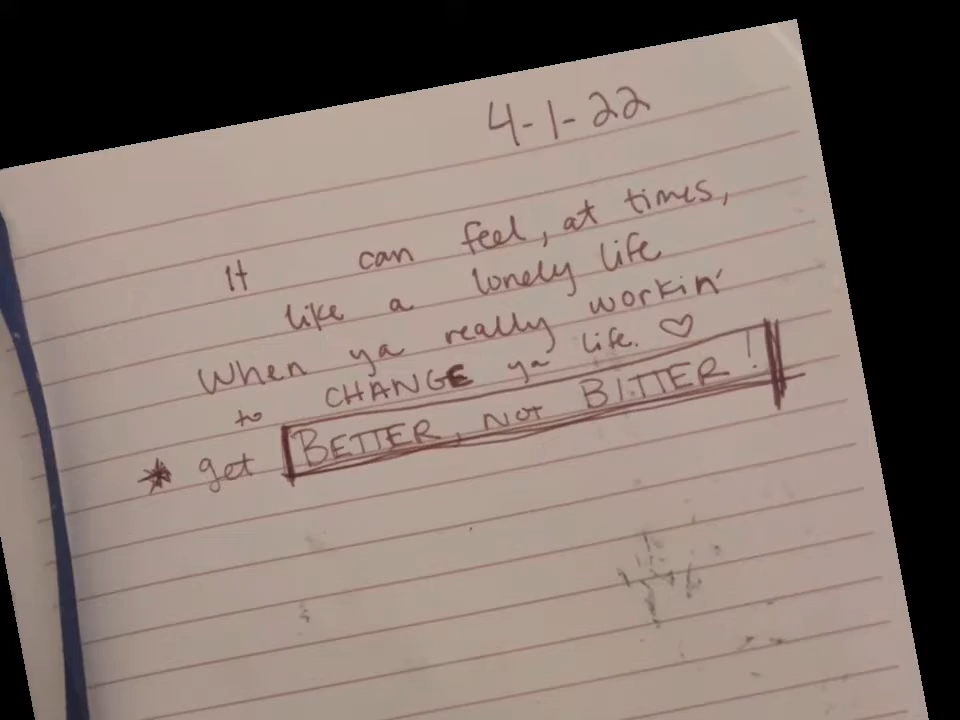 4-1-22
It can feel, at times,
like a lonely life
When ya really workin'
to CHANGE ya life. ♡
* get BETTER, NOT BITTER!